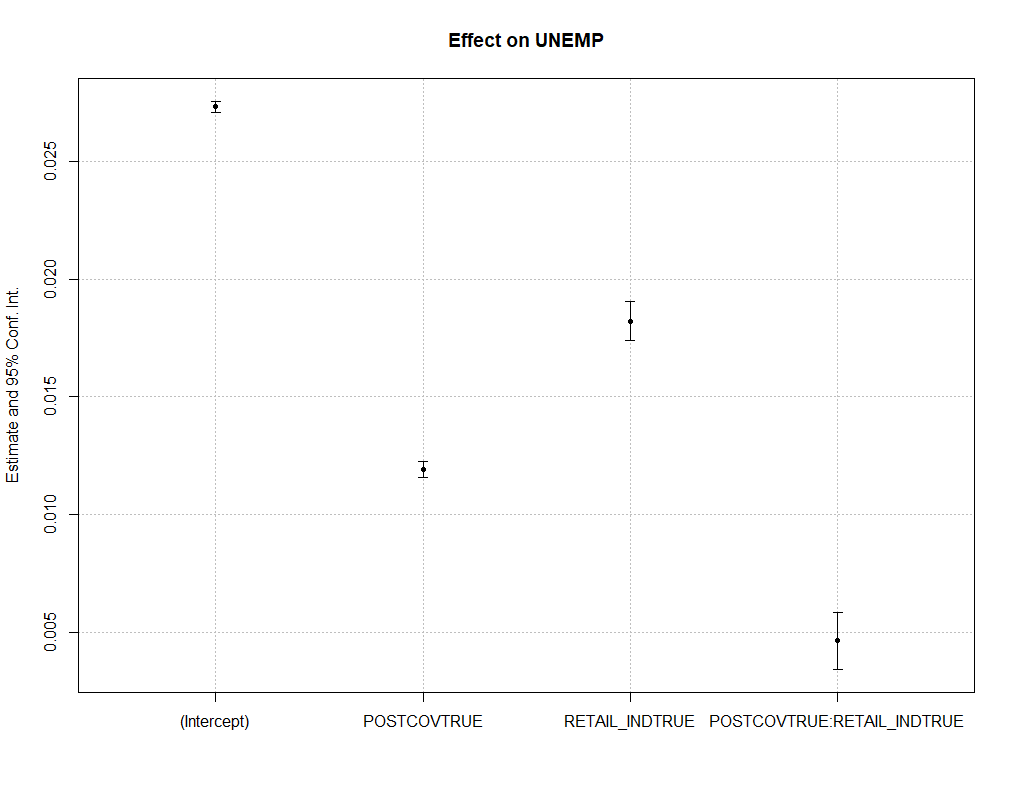 Effect on UNEMP
Estimate and 95% Conf. Int.
0.025
0.020
0.015
0.010
0.005
(Intercept)
POSTCOVTRUE
RETAIL_INDTRUE
POSTCOVTRUE:RETAIL_INDTRUE